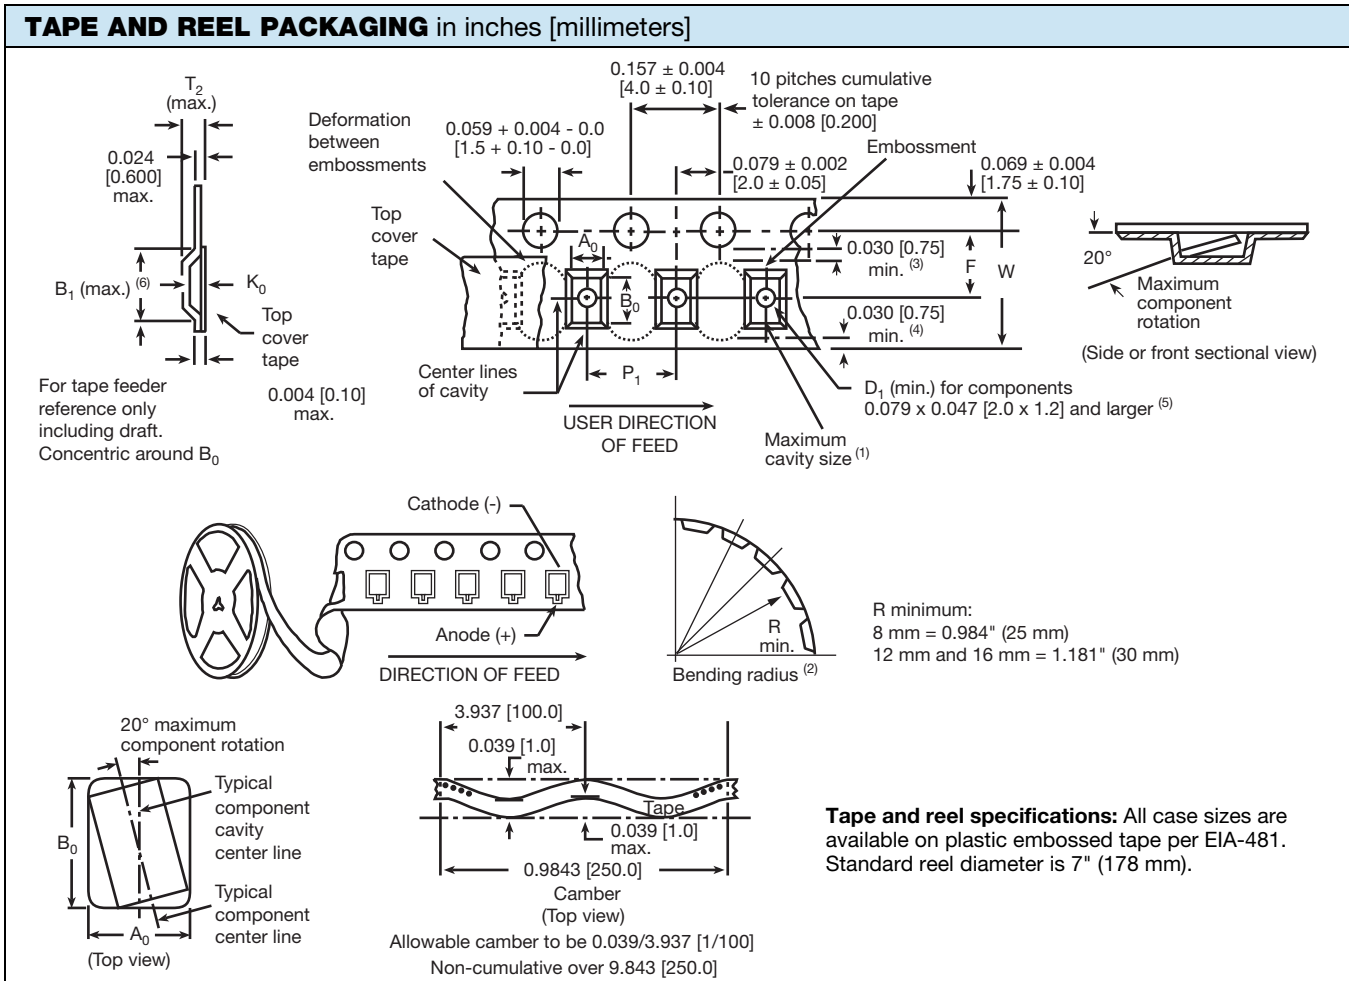 TAPE AND REEL PACKAGING in inches [millimeters]
T2
(max.)
0.024
[0.600]
max.
B1 (max.) (6)
K0
Top
cover
tape
For tape feeder
reference only
including draft.
Concentric around B0
0.004 [0.10]
max.
Deformation
between
embossments
Top
cover
tape
0.059 + 0.004 - 0.0
[1.5 + 0.10 - 0.0]
0.157 ± 0.004
[4.0 ± 0.10]
10 pitches cumulative
tolerance on tape
± 0.008 [0.200]
0.079 ± 0.002
[2.0 ± 0.05]
Embossment
0.069 ± 0.004
[1.75 ± 0.10]
A0
B0
0.030 [0.75]
min. (3)
F
W
0.030 [0.75]
min. (4)
Center lines
of cavity
P1
USER DIRECTION
OF FEED
D1 (min.) for components
0.079 x 0.047 [2.0 x 1.2] and larger (5)
Maximum
cavity size (1)
20°
Maximum
component
rotation
(Side or front sectional view)
Cathode (-)
Anode (+)
DIRECTION OF FEED
R
min.
Bending radius (2)
R minimum:
8 mm = 0.984" (25 mm)
12 mm and 16 mm = 1.181" (30 mm)
20° maximum
component rotation
Typical
component
cavity
center line
B0
Typical
component
center line
A0
(Top view)
3.937 [100.0]
0.039 [1.0]
max.
Tape
0.039 [1.0]
max.
0.9843 [250.0]
Camber
(Top view)
Allowable camber to be 0.039/3.937 [1/100]
Non-cumulative over 9.843 [250.0]
Tape and reel specifications: All case sizes are
available on plastic embossed tape per EIA-481.
Standard reel diameter is 7" (178 mm).